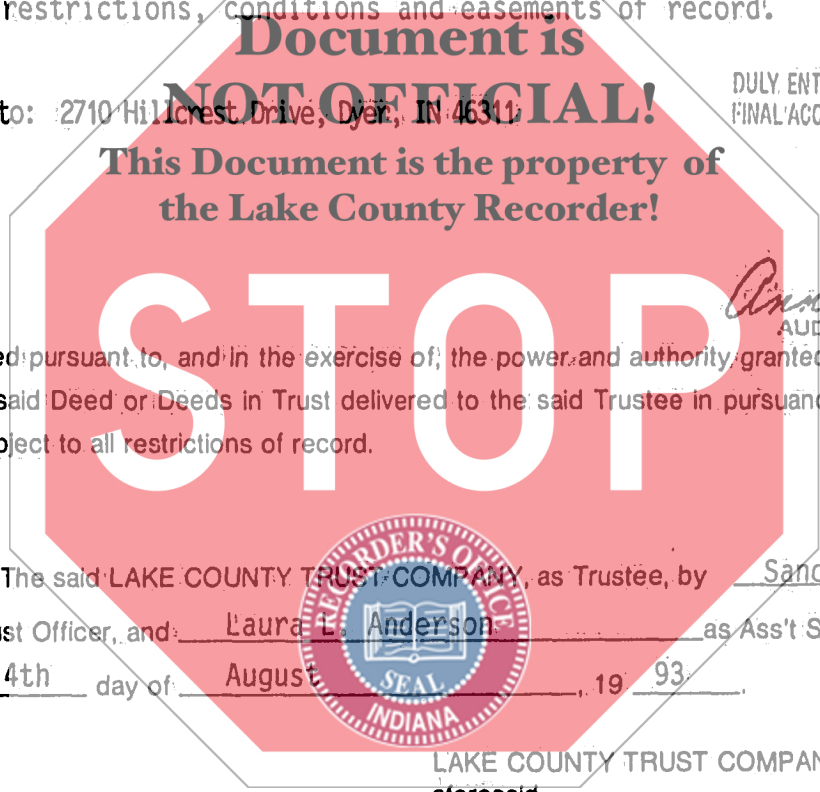 restrictions, conditions and easements of record.
Document is
NOT OFFICIAL!
to: 2710 Hillcrest Drive, Dyer, IN 46311
DULY ENT
FINAL ACC
This Document is the property of
the Lake County Recorder!
STOP
AUD
ed pursuant to, and in the exercise of, the power and authority granted
said Deed or Deeds in Trust delivered to the said Trustee in pursuanc
bject to all restrictions of record.
The said LAKE COUNTY TRUST COMPANY, as Trustee, by Sand
st Officer, and Laura L. Anderson as Ass't S
4th day of August, 19 93.
RECORDER'S OFFICE
SEAL
INDIANA
LAKE COUNTY TRUST COMPAN
aforesaid